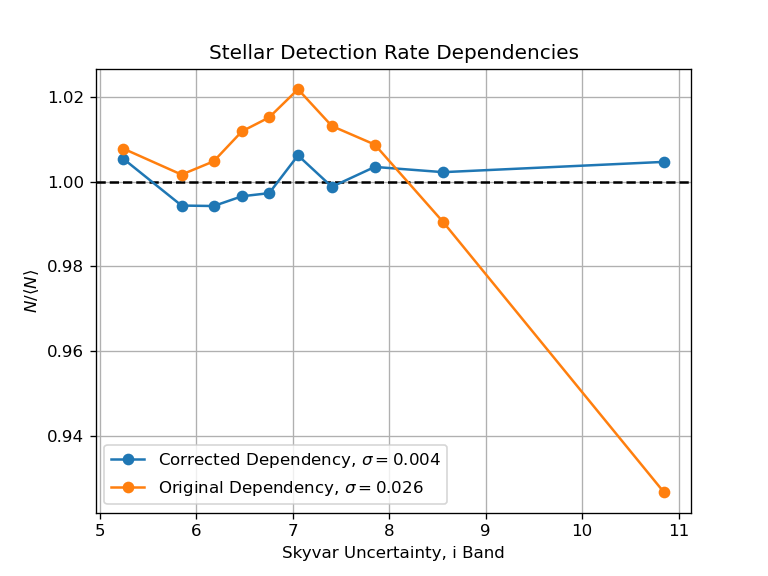 Stellar Detection Rate Dependencies
1.02
1.00
0.98
0.96
0.94
N/⟨N⟩
Corrected Dependency, σ = 0.004
Original Dependency, σ = 0.026
5 6 7 8 9 10 11
Skyvar Uncertainty, i Band